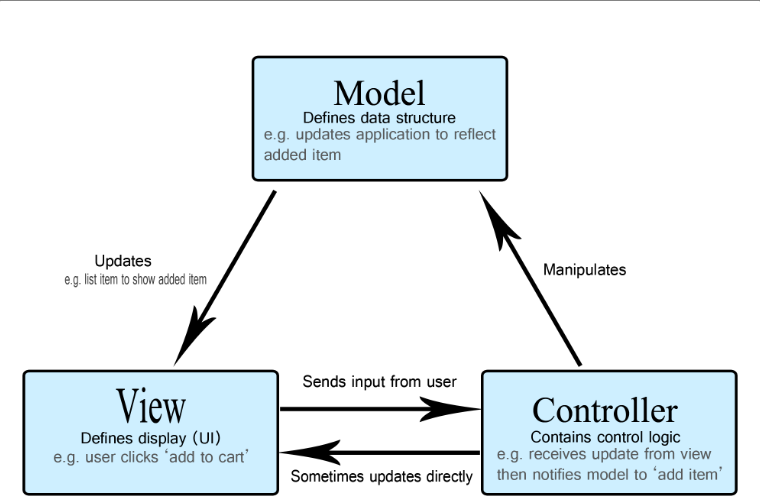 Model
Defines data structure
e.g. updates application to reflect
added item
Updates
e.g. list item to show added item
Manipulates
View
Defines display (UI)
e.g. user clicks ‘add to cart’
Sends input from user
Sometimes updates directly
Controller
Contains control logic
e.g. receives update from view
then notifies model to ‘add item’